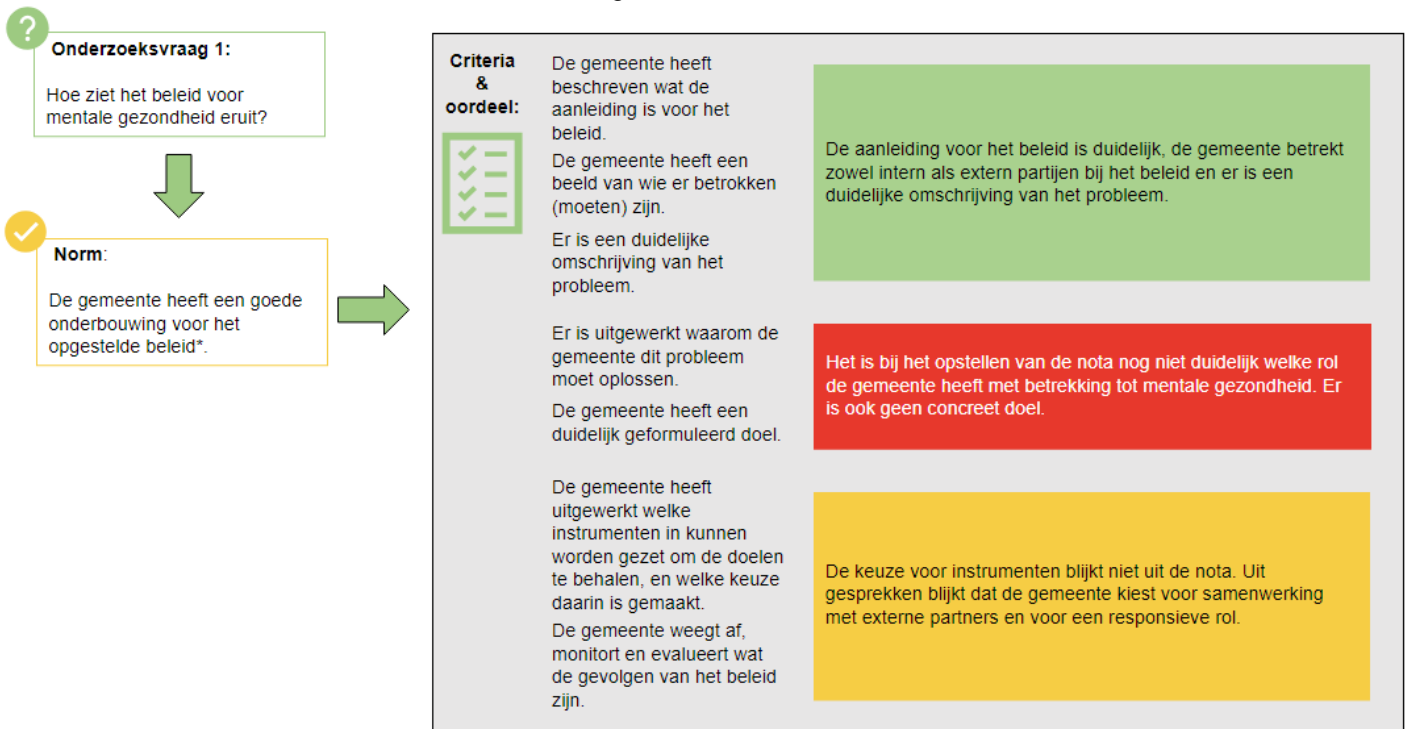 ?
Onderzoeksvraag 1:
Hoe ziet het beleid voor
mentale gezondheid eruit?
Norm:
De gemeente heeft een goede
onderbouwing voor het
opgestelde beleid*.
Criteria
&
oordeel:
De gemeente heeft
beschreven wat de
aanleiding is voor het
beleid.
De gemeente heeft een
beeld van wie er betrokken
(moeten) zijn.
Er is een duidelijke
omschrijving van het
probleem.
De aanleiding voor het beleid is duidelijk, de gemeente betrekt
zowel intern als extern partijen bij het beleid en er is een
duidelijke omschrijving van het probleem.
Er is uitgewerkt waarom de
gemeente dit probleem
moet oplossen.
De gemeente heeft een
duidelijk geformuleerd doel.
Het is bij het opstellen van de nota nog niet duidelijk welke rol
de gemeente heeft met betrekking tot mentale gezondheid. Er
is ook geen concreet doel.
De gemeente heeft
uitgewerkt welke
instrumenten in kunnen
worden gezet om de doelen
te behalen, en welke keuze
daarin is gemaakt.
De gemeente weegt af,
monitort en evalueert wat
de gevolgen van het beleid
zijn.
De keuze voor instrumenten blijkt niet uit de nota. Uit
gesprekken blijkt dat de gemeente kiest voor samenwerking
met externe partners en voor een responsieve rol.